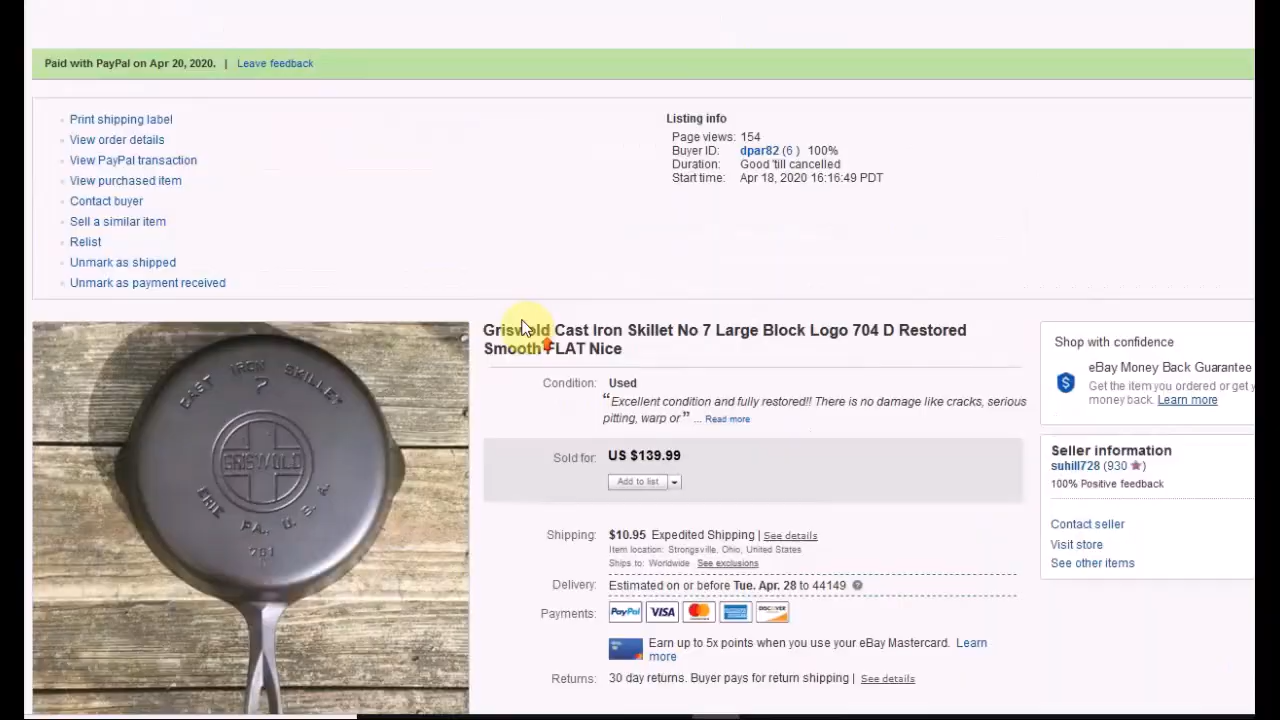 Paid with PayPal on Apr 20, 2020. | Leave feedback
Print shipping label
View order details
View PayPal transaction
View purchased item
Contact buyer
Sell a similar item
Relist
Unmark as shipped
Unmark as payment received
Listing info
Page views: 154
Buyer ID: dpar82 (6 ) 100%
Duration: Good 'till cancelled
Start time: Apr 18, 2020 16:16:49 PDT
CAST IRON SKILLET
7
GRISWOLD
ERIE PA., U.S.A.
701
Griswold Cast Iron Skillet No 7 Large Block Logo 704 D Restored
Smooth FLAT Nice
Condition: Used
“Excellent condition and fully restored!! There is no damage like cracks, serious
pitting, warp or” ... Read more
Sold for: US $139.99
Add to list
Shipping: $10.95 Expedited Shipping | See details
Item location: Strongsville, Ohio, United States
Ships to: Worldwide See exclusions
Delivery: Estimated on or before Tue. Apr. 28 to 44149
Payments: PayPal VISA MasterCard DISCOVER
Earn up to 5x points when you use your eBay Mastercard. Learn
more
Returns: 30 day returns. Buyer pays for return shipping | See details
Shop with confidence
eBay Money Back Guarantee
Get the item you ordered or get y
money back. Learn more
Seller information
suhill728 (930 )
100% Positive feedback
Contact seller
Visit store
See other items